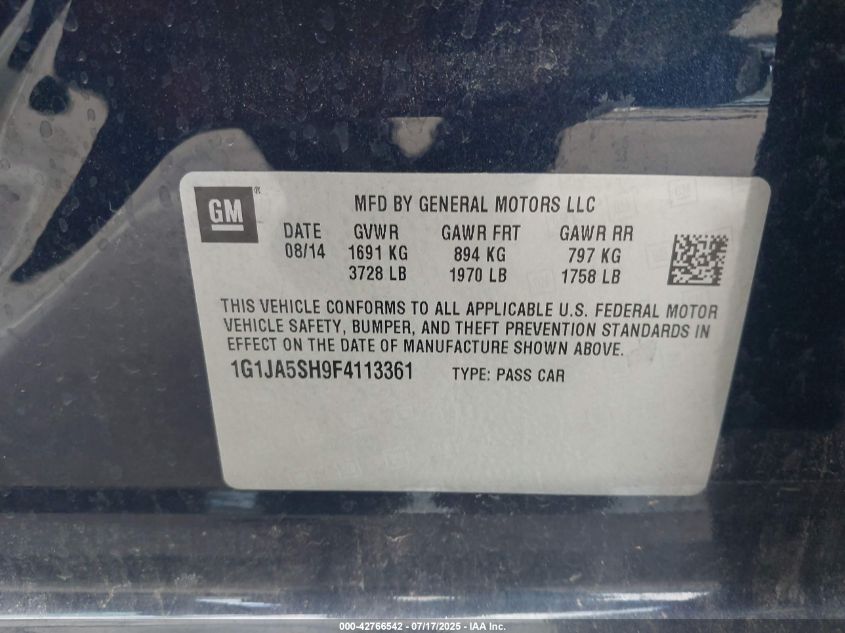 GM ®
MFD BY GENERAL MOTORS LLC
DATE GVWR GAWR FRT GAWR RR
08/14 1691 KG 894 KG 797 KG
3728 LB 1970 LB 1758 LB
THIS VEHICLE CONFORMS TO ALL APPLICABLE U.S. FEDERAL MOTOR
VEHICLE SAFETY, BUMPER, AND THEFT PREVENTION STANDARDS IN
EFFECT ON THE DATE OF MANUFACTURE SHOWN ABOVE.
1G1JA5SH9F4113361 TYPE: PASS CAR
000-42766542 - 07/17/2025 - IAA Inc.